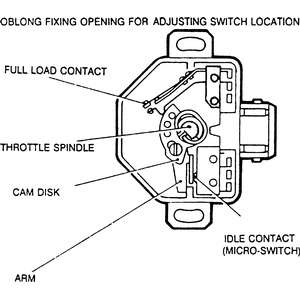 OBLONG FIXING OPENING FOR ADJUSTING SWITCH LOCATION
FULL LOAD CONTACT
THROTTLE SPINDLE
CAM DISK
IDLE CONTACT
(MICRO-SWITCH)
ARM